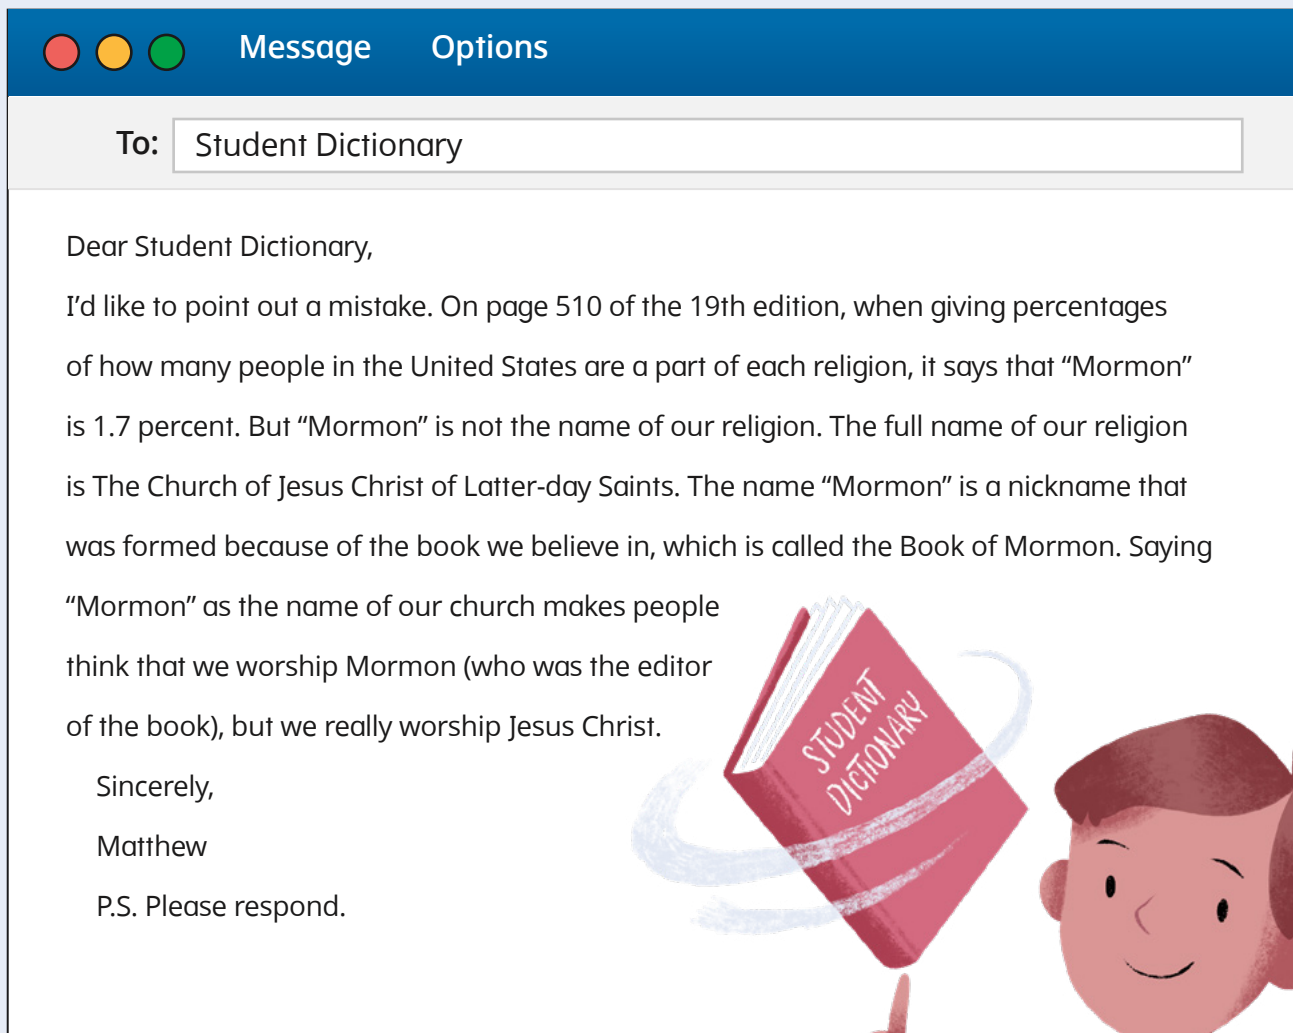 Message Options
To: Student Dictionary
Dear Student Dictionary,
I’d like to point out a mistake. On page 510 of the 19th edition, when giving percentages
of how many people in the United States are a part of each religion, it says that “Mormon”
is 1.7 percent. But “Mormon” is not the name of our religion. The full name of our religion
is The Church of Jesus Christ of Latter-day Saints. The name “Mormon” is a nickname that
was formed because of the book we believe in, which is called the Book of Mormon. Saying
“Mormon” as the name of our church makes people
think that we worship Mormon (who was the editor
of the book), but we really worship Jesus Christ.
Sincerely,
Matthew
P.S. Please respond.
STUDENT
DICTIONARY